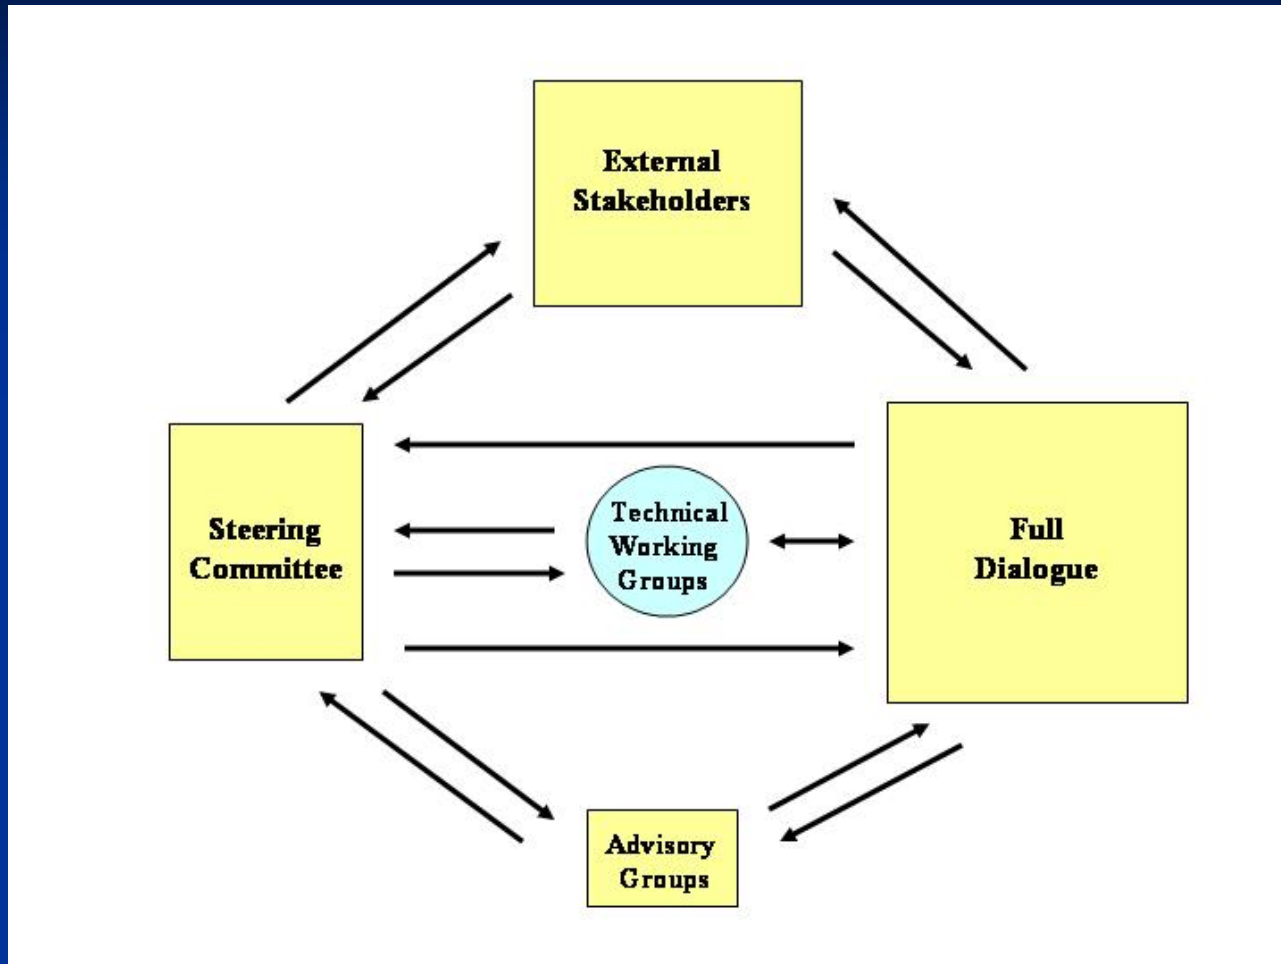 External
Stakeholders
Steering
Committee
Technical
Working
Groups
Full
Dialogue
Advisory
Groups